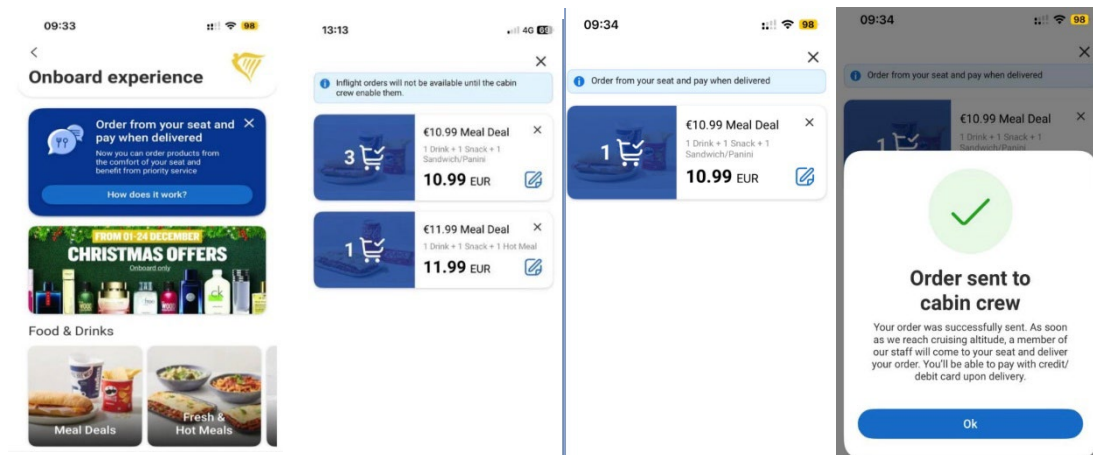 09:33
98
Onboard experience
Order from your seat and
pay when delivered
Now you can order products from
the comfort of your seat and
benefit from priority service
How does it work?
FROM 01-24 DECEMBER
CHRISTMAS OFFERS
Onboard only
Food & Drinks
Meal Deals
Fresh &
Hot Meals
13:13
4G
Inflight orders will not be available until the cabin
crew enable them.
3
€10.99 Meal Deal
1 Drink + 1 Snack + 1
Sandwich/Panini
10.99 EUR
1
€11.99 Meal Deal
1 Drink + 1 Snack + 1 Hot Meal
11.99 EUR
09:34
98
Order from your seat and pay when delivered
1
€10.99 Meal Deal
1 Drink + 1 Snack + 1
Sandwich/Panini
10.99 EUR
09:34
98
Order from your seat and pay when delivered
1
€10.99 Meal Deal
1 Drink + 1 Snack + 1
Sandwich/Panini
Order sent to
cabin crew
Your order was successfully sent. As soon
as we reach cruising altitude, a member of
our staff will come to your seat and deliver
your order. You'll be able to pay with credit/
debit card upon delivery.
Ok